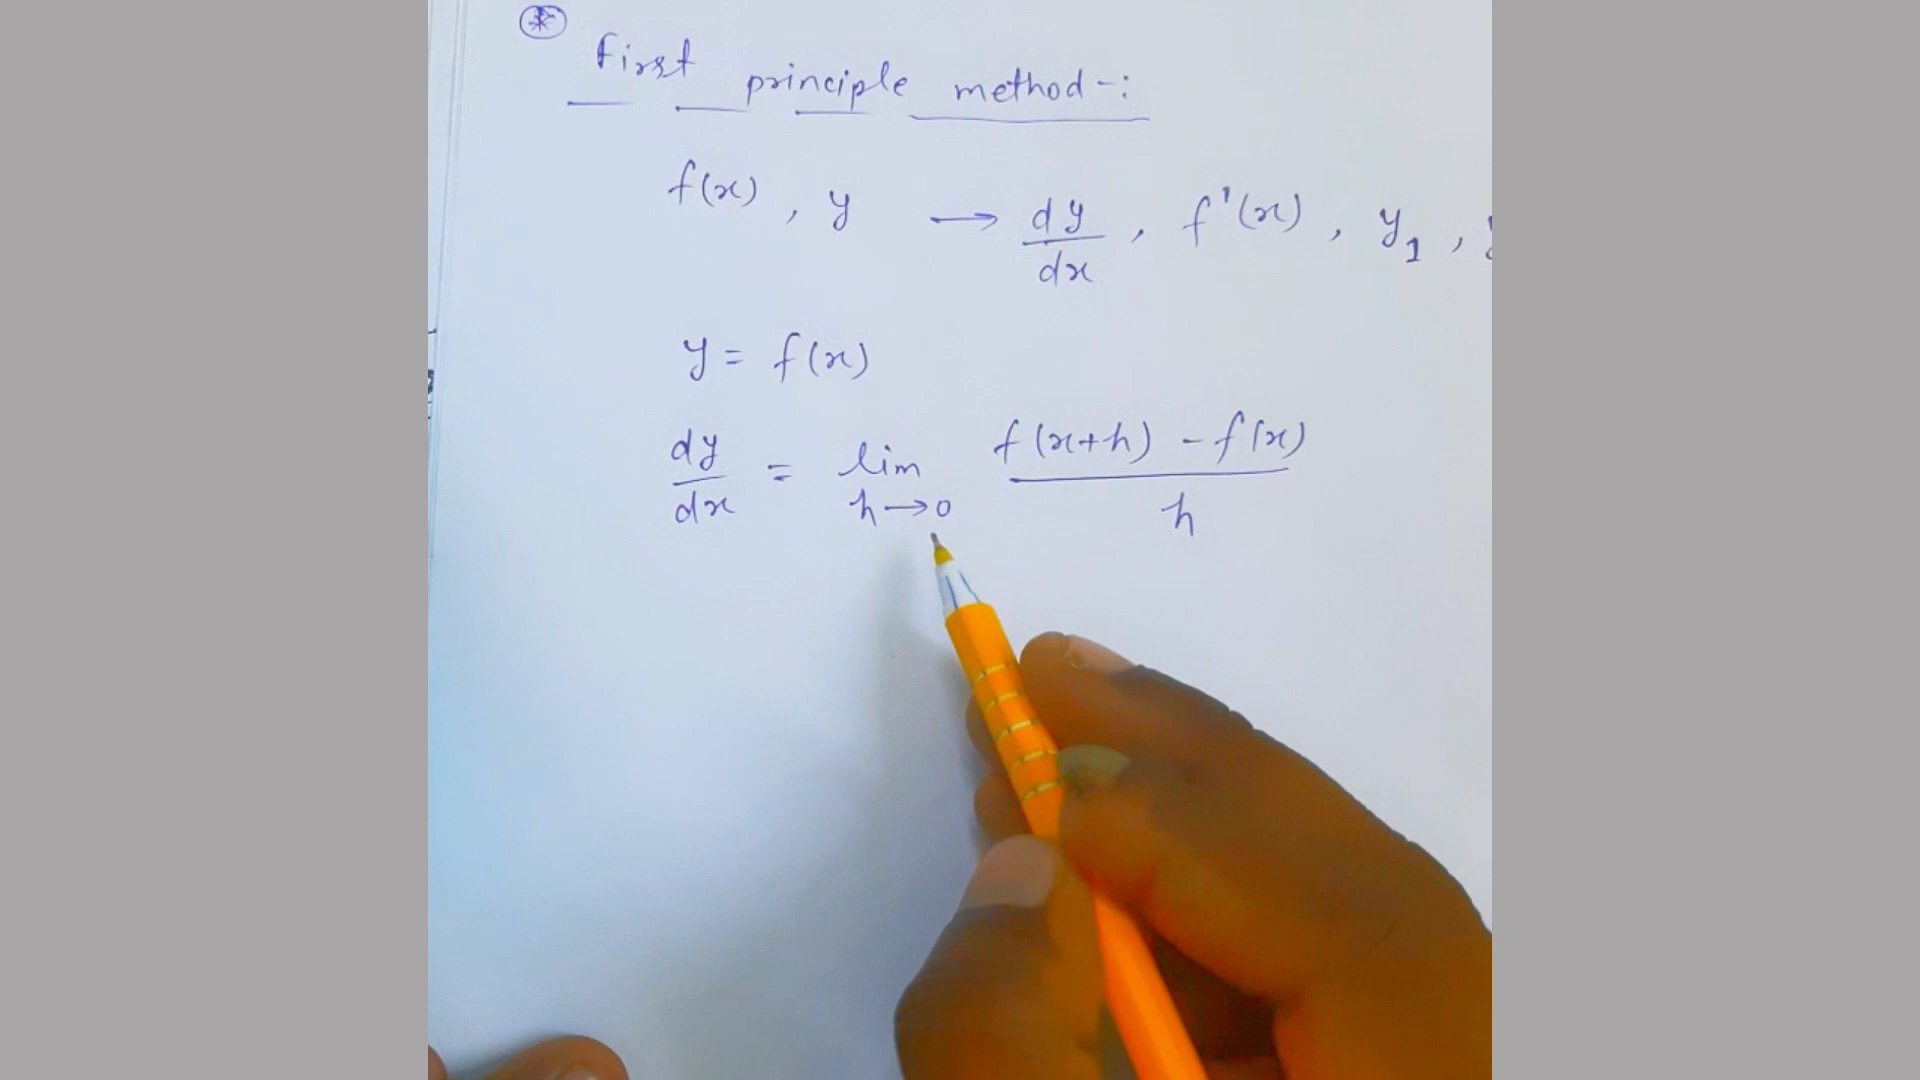 First principle method-:
f(x) , y → dy/dx , f'(x) , y₁ ,
y = f(x)
dy/dx = lim h→0 f(x+h) - f(x) / h